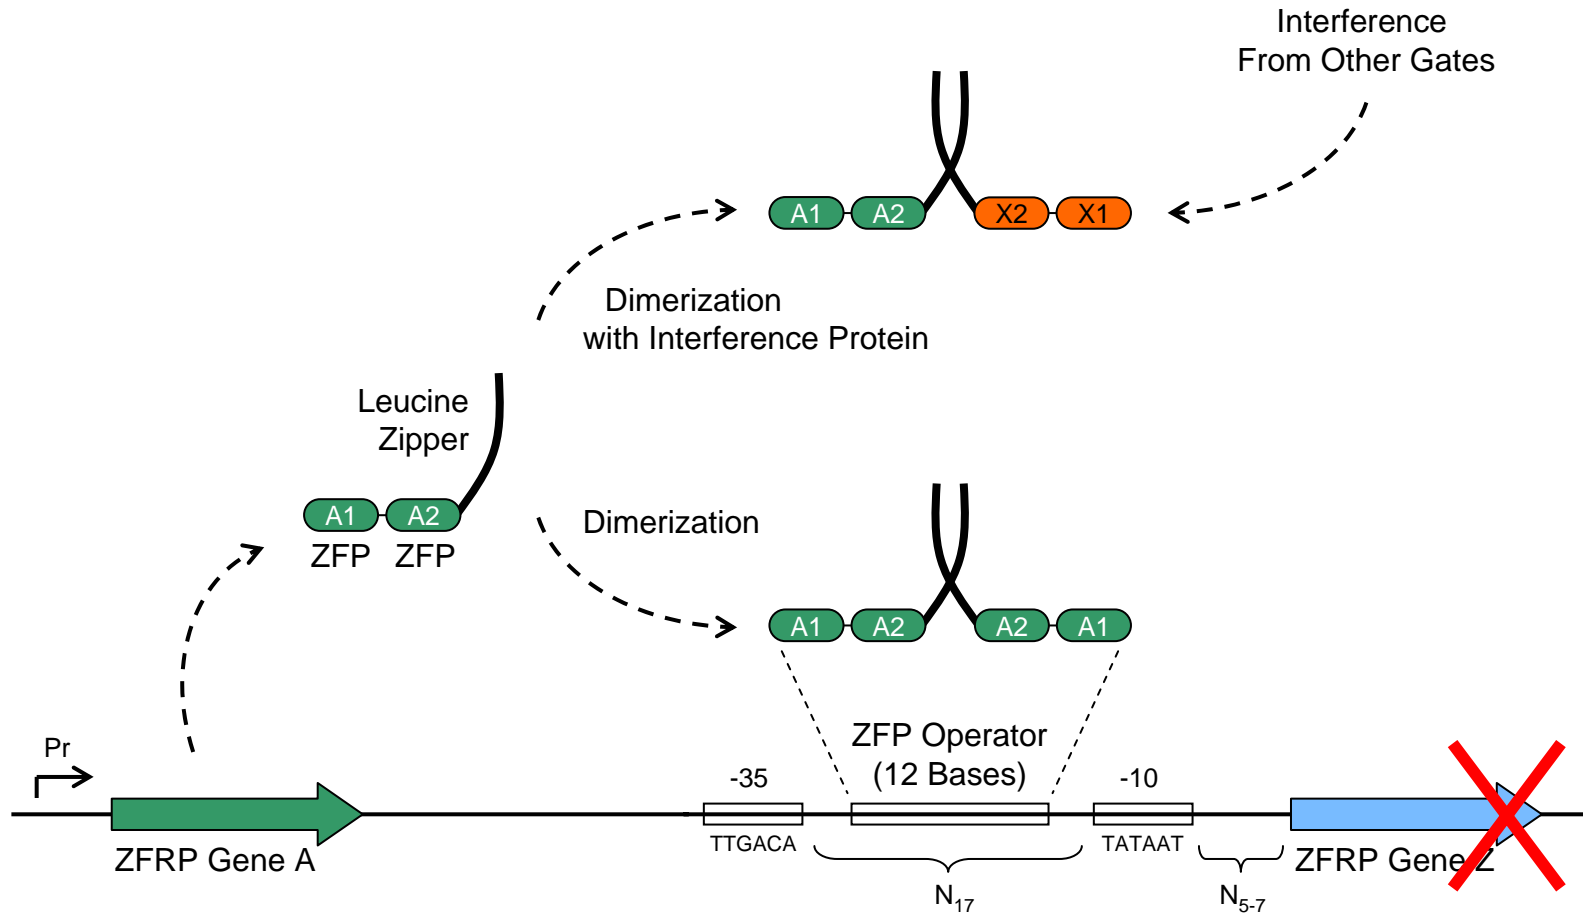 Interference
From Other Gates
A1 A2 X2 X1
Dimerization
with Interference Protein
Leucine
Zipper
A1 A2
ZFP ZFP
Dimerization
A1 A2 A2 A1
Pr
ZFP Operator
(12 Bases)
-35
-10
TTGACA
TATAAT
ZFRP Gene A
ZFRP Gene Z
N17
N5-7